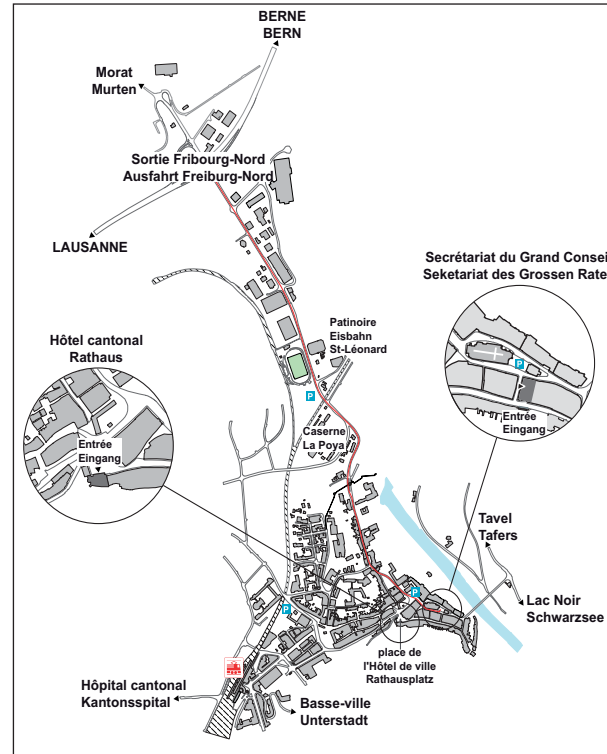 BERNE
BERN
Morat
Murten
Sortie Fribourg-Nord
Ausfahrt Freiburg-Nord
LAUSANNE
Secrétariat du Grand Consei
Seketariat des Grossen Rate
P
Entrée
Eingang
Patinoire
Eisbahn
St-Léonard
Hôtel cantonal
Rathaus
Entrée
Eingang
P
Caserne
La Poya
Tavel
Tafers
P
P
Lac Noir
Schwarzsee
place de
l'Hôtel de ville
Rathausplatz
Hôpital cantonal
Kantonsspital
Basse-ville
Unterstadt